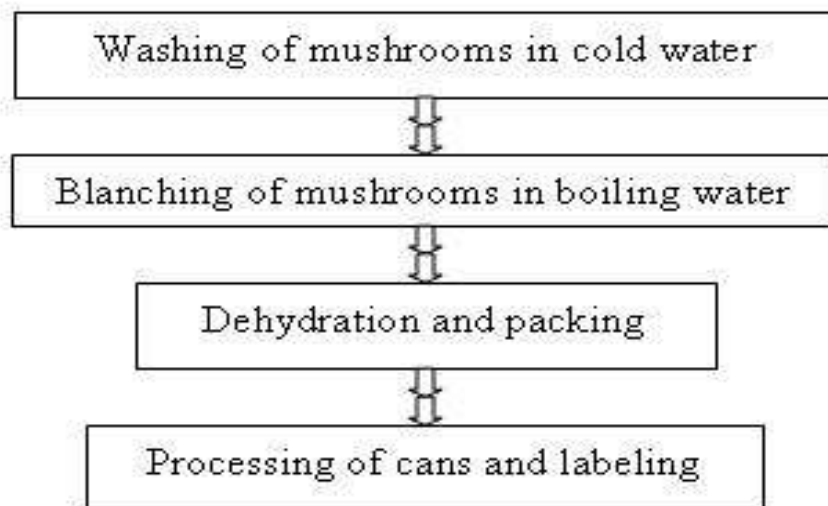 Washing of mushrooms in cold water
Blanching of mushrooms in boiling water
Dehydration and packing
Processing of cans and labeling